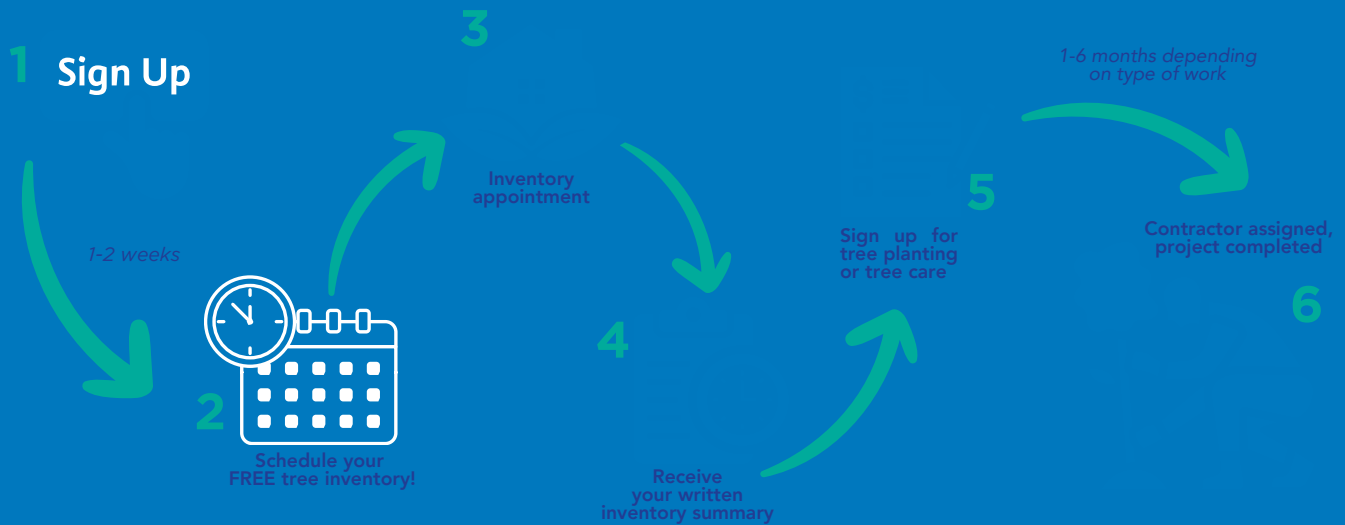 1
Sign Up
1-2 weeks
2
Schedule your
FREE tree inventory!
3
Inventory
appointment
4
Receive
your written
inventory summary
5
Sign up for
tree planting
or tree care
1-6 months depending
on type of work
Contractor assigned,
project completed
6